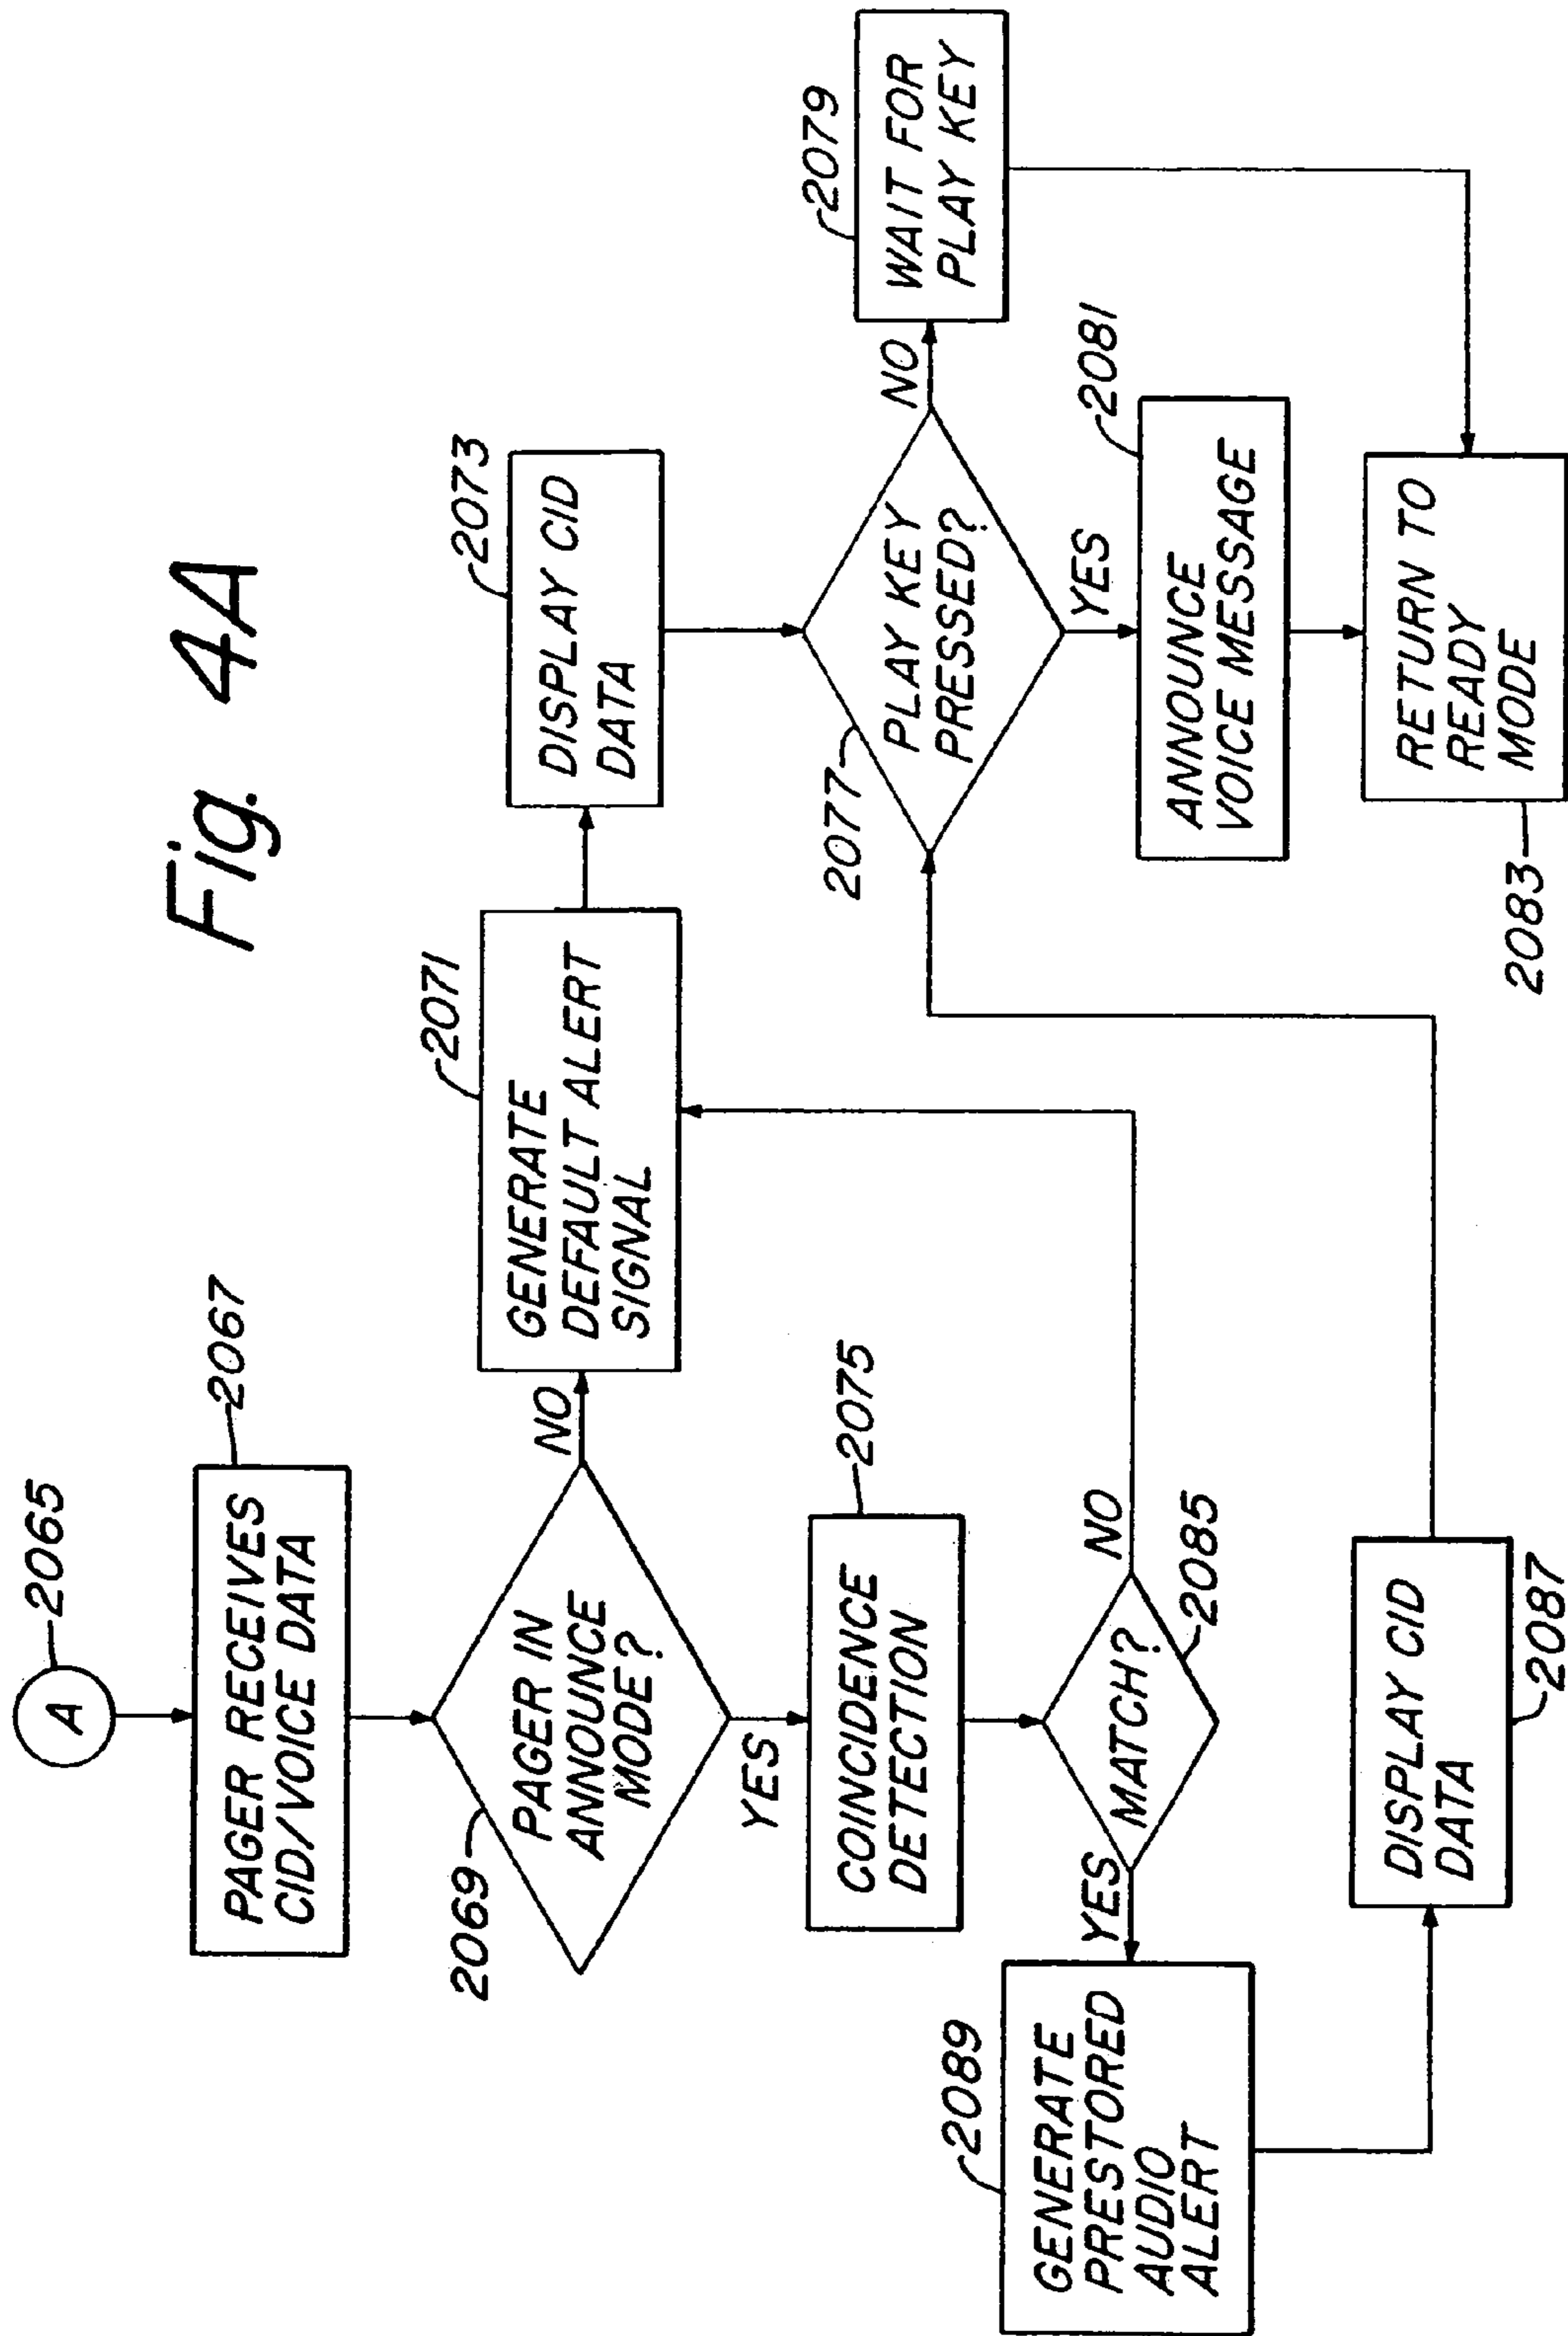 Fig. 4A
A
2065
PAGER RECEIVES
CID/VOICE DATA
2067
PAGER IN
ANNOUNCE
MODE?
2069
NO
YES
GENERATE
DEFAULT ALERT
SIGNAL
2071
DISPLAY CID
DATA
2073
COINCIDENCE
DETECTION
2075
MATCH?
2085
YES
NO
GENERATE
PRESTORED
AUDIO
ALERT
2089
DISPLAY CID
DATA
2087
PLAY KEY
PRESSED?
2077
NO
YES
WAIT FOR
PLAY KEY
2079
ANNOUNCE
VOICE MESSAGE
2081
RETURN TO
READY
MODE
2083